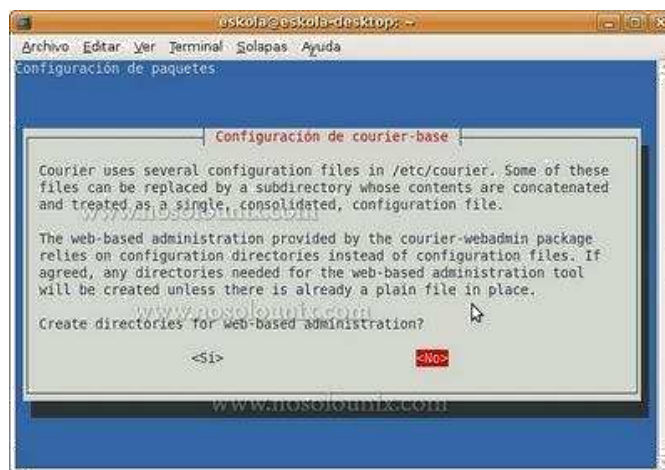 eskola@eskola-desktop: ~
Archivo Editar Ver Terminal Solapas Ayuda
Configuración de paquetes
Configuración de courier-base
Courier uses several configuration files in /etc/courier. Some of these
files can be replaced by a subdirectory whose contents are concatenated
and treated as a single, consolidated, configuration file.
www.nosolounix.com
The web-based administration provided by the courier-webadmin package
relies on configuration directories instead of configuration files. If
agreed, any directories needed for the web-based administration tool
will be created unless there is already a plain file in place.
www.nosolounix.com
Create directories for web-based administration?
<Sí> <No>
www.nosolounix.com